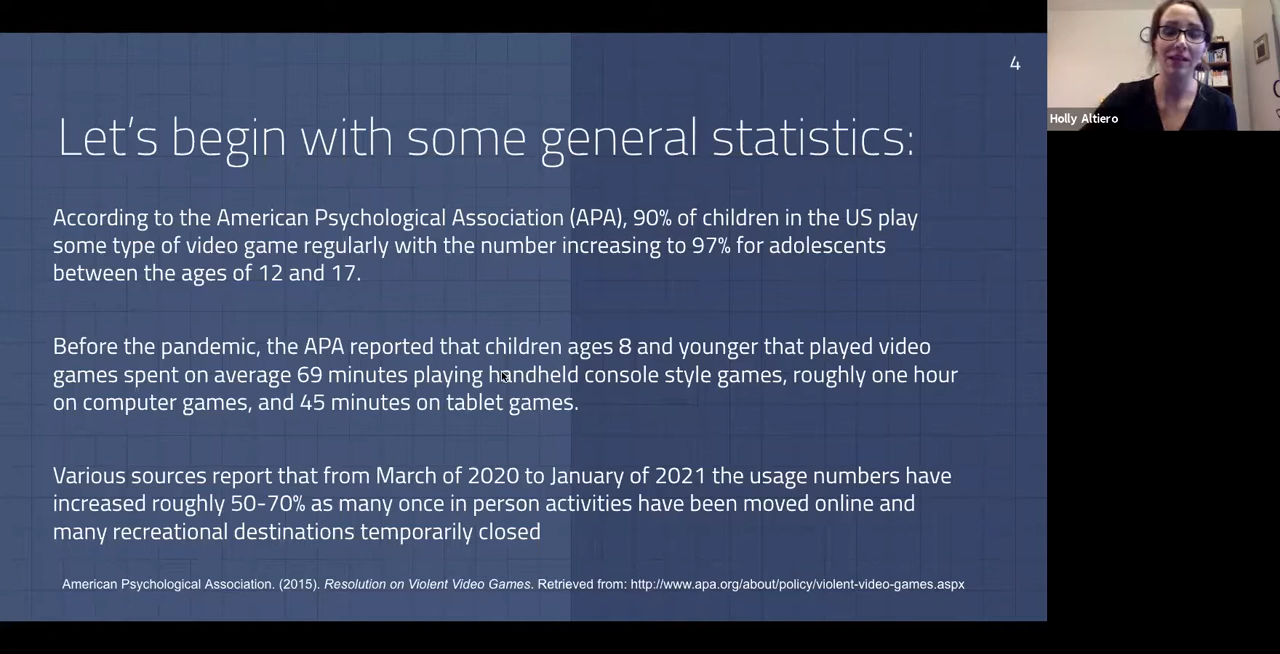 4
Holly Altiero
Let's begin with some general statistics:
According to the American Psychological Association (APA), 90% of children in the US play
some type of video game regularly with the number increasing to 97% for adolescents
between the ages of 12 and 17.
Before the pandemic, the APA reported that children ages 8 and younger that played video
games spent on average 69 minutes playing handheld console style games, roughly one hour
on computer games, and 45 minutes on tablet games.
Various sources report that from March of 2020 to January of 2021 the usage numbers have
increased roughly 50-70% as many once in person activities have been moved online and
many recreational destinations temporarily closed
American Psychological Association. (2015). Resolution on Violent Video Games. Retrieved from: http://www.apa.org/about/policy/violent-video-games.aspx